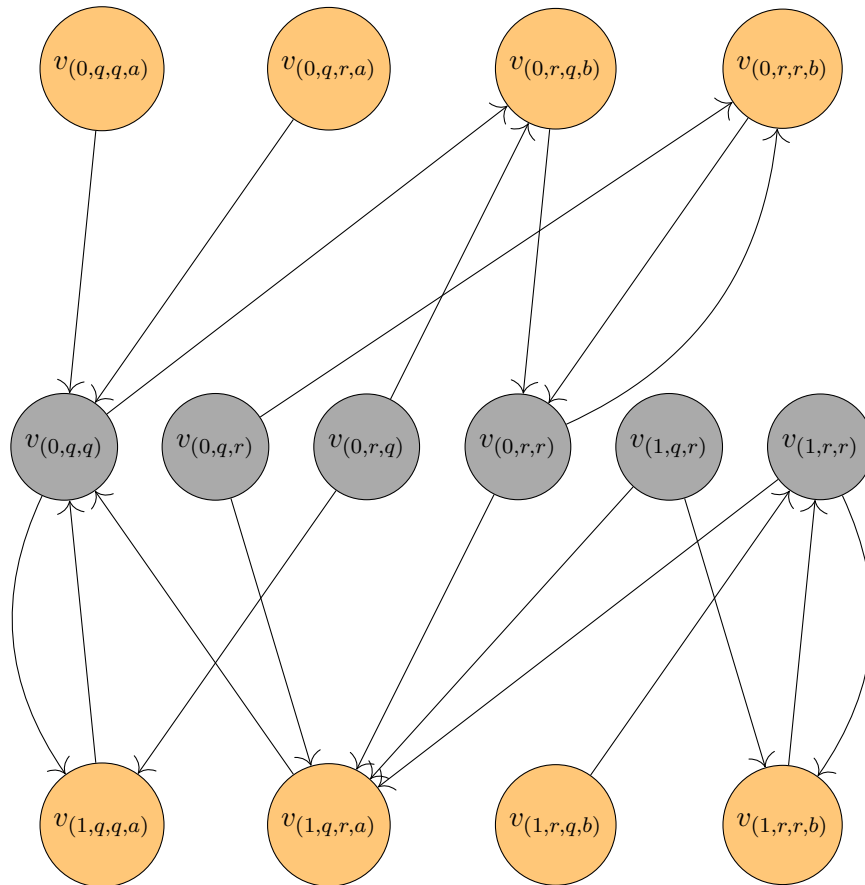 v(0,q,q,a) v(0,q,r,a) v(0,r,q,b) v(0,r,r,b)
v(0,q,q) v(0,q,r) v(0,r,q) v(0,r,r) v(1,q,r) v(1,r,r)
v(1,q,q,a) v(1,q,r,a) v(1,r,q,b) v(1,r,r,b)